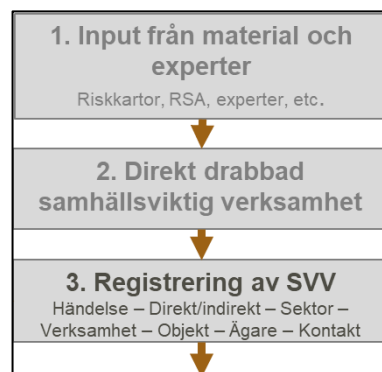 1. Input från material och
experter
Riskkartor, RSA, experter, etc.
2. Direkt drabbad
samhällsviktig verksamhet
3. Registrering av SVV
Händelse – Direkt/indirekt – Sektor –
Verksamhet – Objekt – Ägare – Kontakt